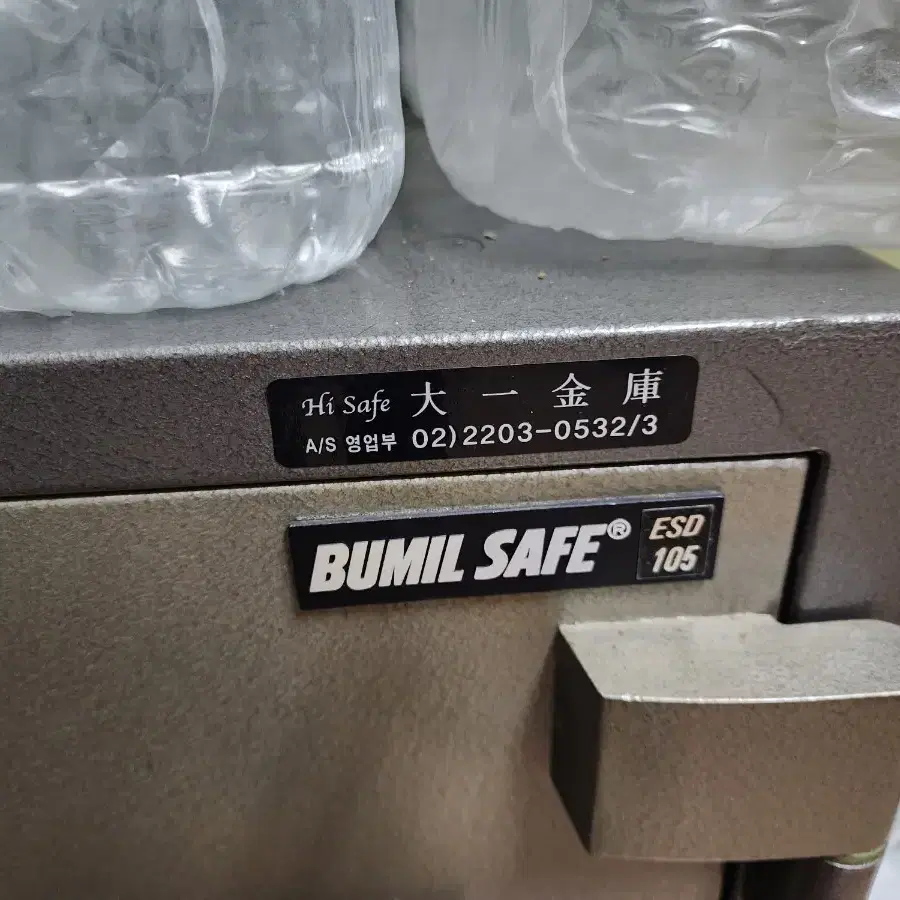 Hi Safe 大一金庫
A/S 영업부 02)2203-0532/3
BUMIL SAFE® ESD 105